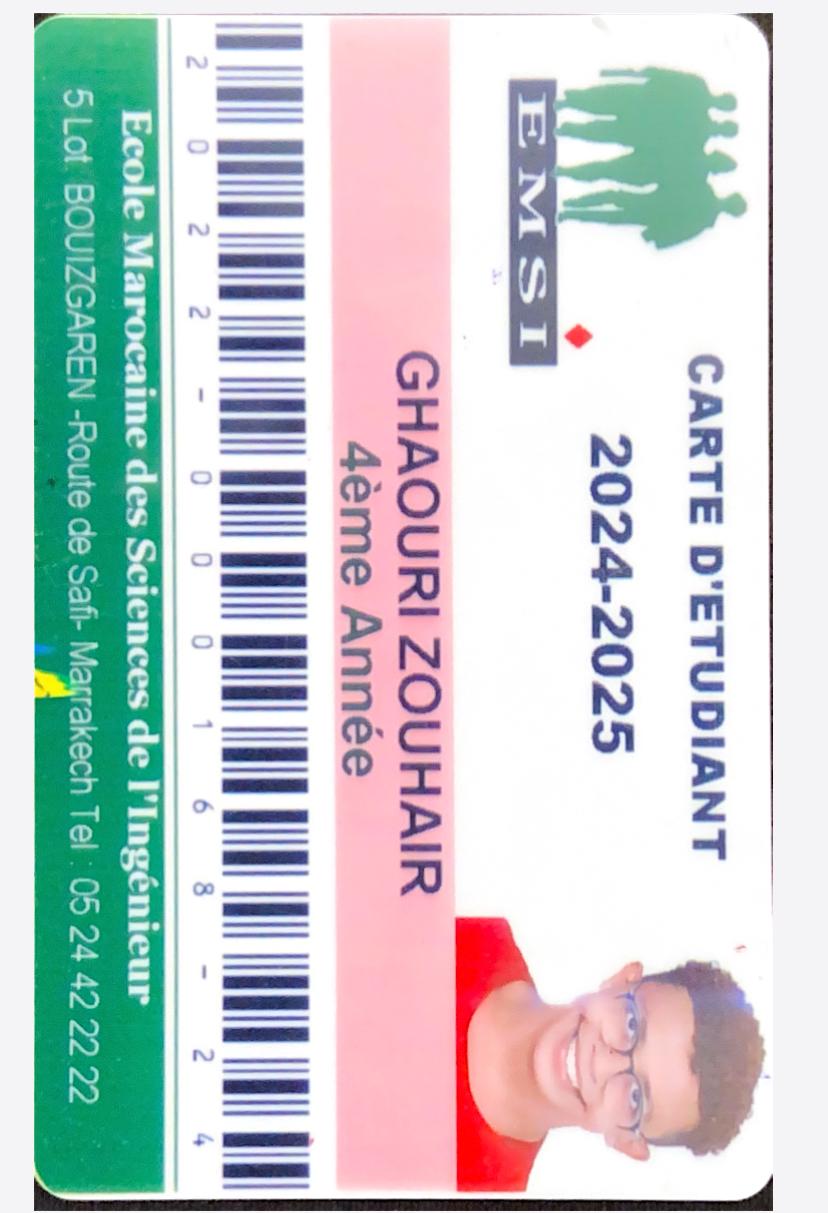 CARTE D'ETUDIANT
2024-2025
EMSI
GHAOURI ZOUHAIR
4ème Année
2022-000168-24
Ecole Marocaine des Sciences de l'Ingénieur
5 Lot BOUIZGAREN -Route de Safi- Marrakech Tel : 05 24 42 22 22